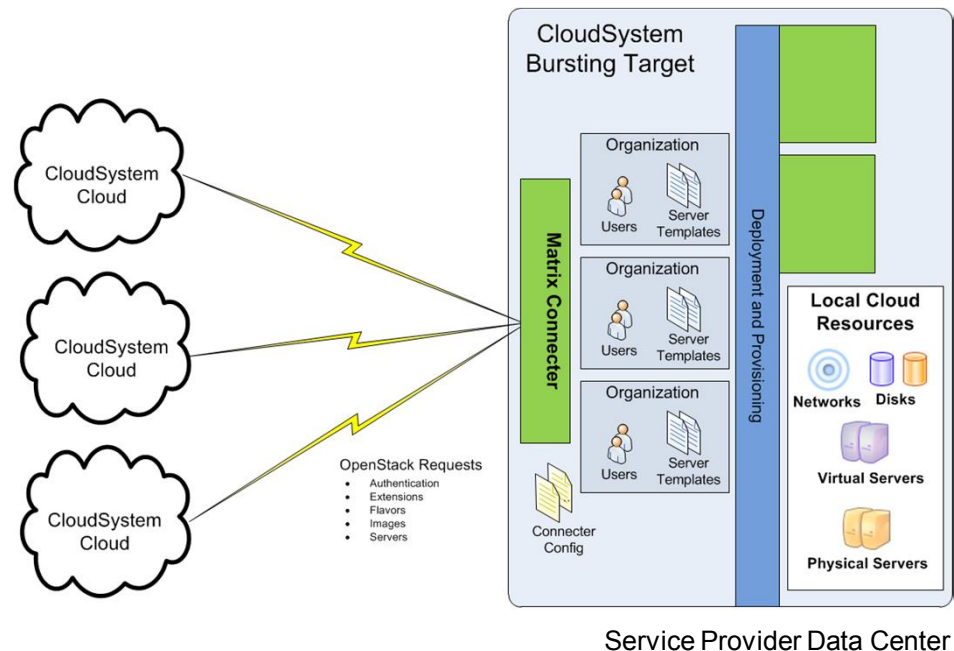 CloudSystem
Bursting Target
CloudSystem
Cloud
CloudSystem
Cloud
CloudSystem
Cloud
OpenStack Requests
• Authentication
• Extensions
• Flavors
• Images
• Servers
Matrix Connecter
Connecter
Config
Organization
Users
Server
Templates
Organization
Users
Server
Templates
Organization
Users
Server
Templates
Deployment and Provisioning
Local Cloud
Resources
Networks
Disks
Virtual Servers
Physical Servers
Service Provider Data Center